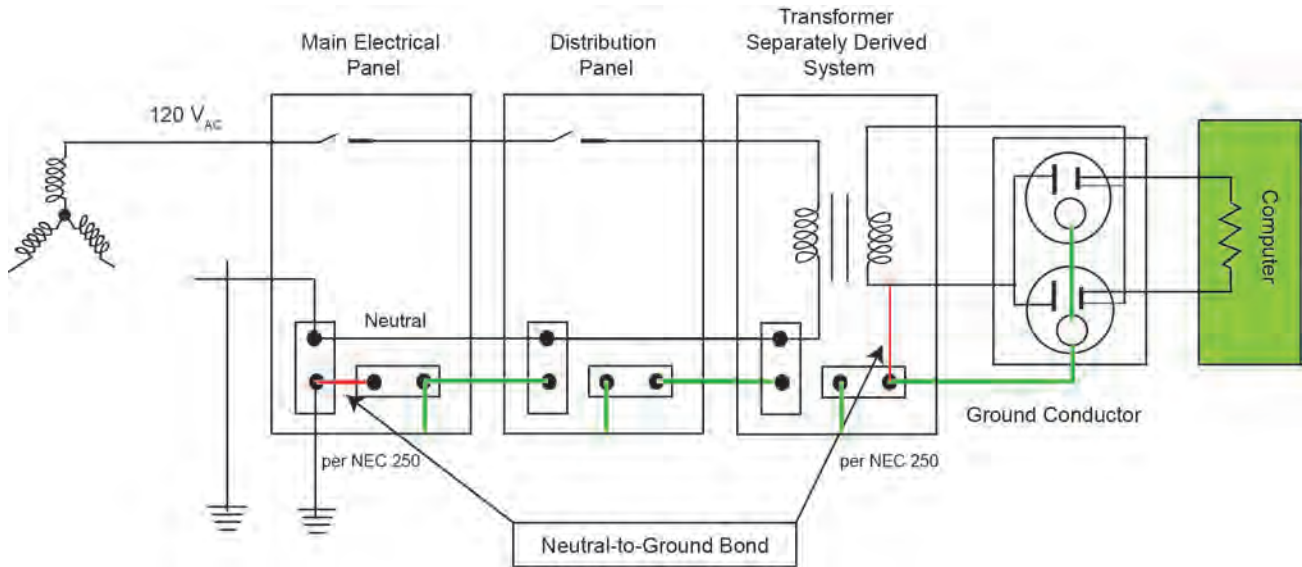 Main Electrical
Panel
Distribution
Panel
Transformer
Separately Derived
System
120 VAC
Computer
Neutral
Ground Conductor
per NEC 250
per NEC 250
Neutral-to-Ground Bond